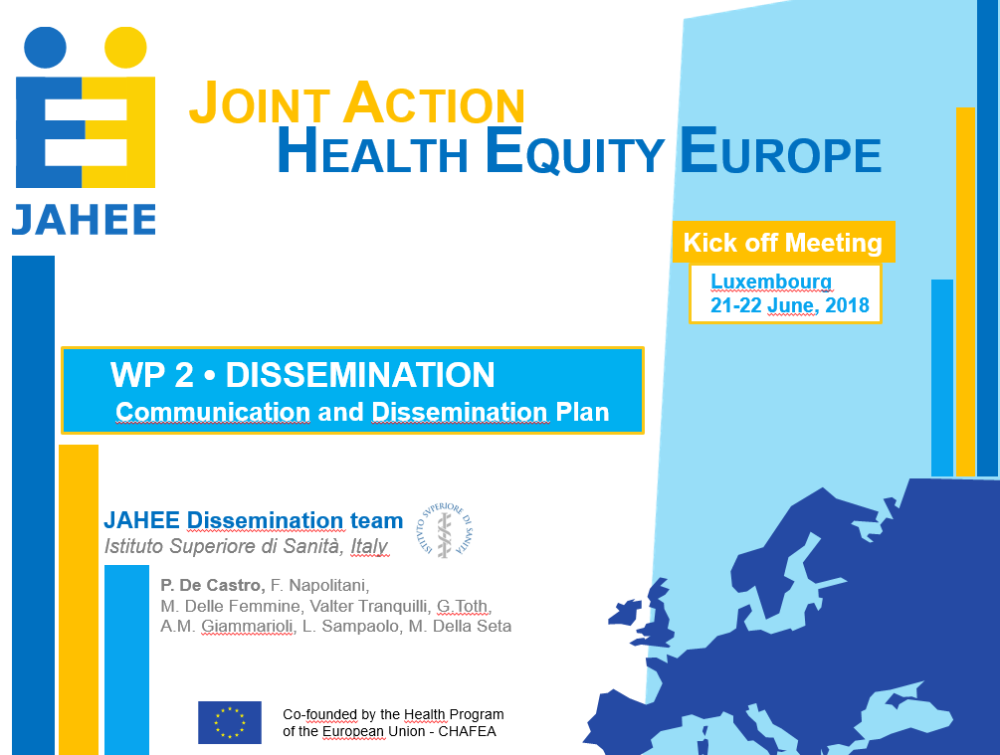 JOINT ACTION
HEALTH EQUITY EUROPE
JAHEE
Kick off Meeting
Luxembourg
21-22 June, 2018
WP 2 • DISSEMINATION
Communication and Dissemination Plan
JAHEE Dissemination team
Istituto Superiore di Sanità, Italy
ISTITUTO SUPERIORE DI SANITÀ
P. De Castro, F. Napolitani,
M. Delle Femmine, Valter Tranquilli, G.Toth,
A.M. Giammarioli, L. Sampaolo, M. Della Seta
Co-founded by the Health Program
of the European Union - CHAFEA